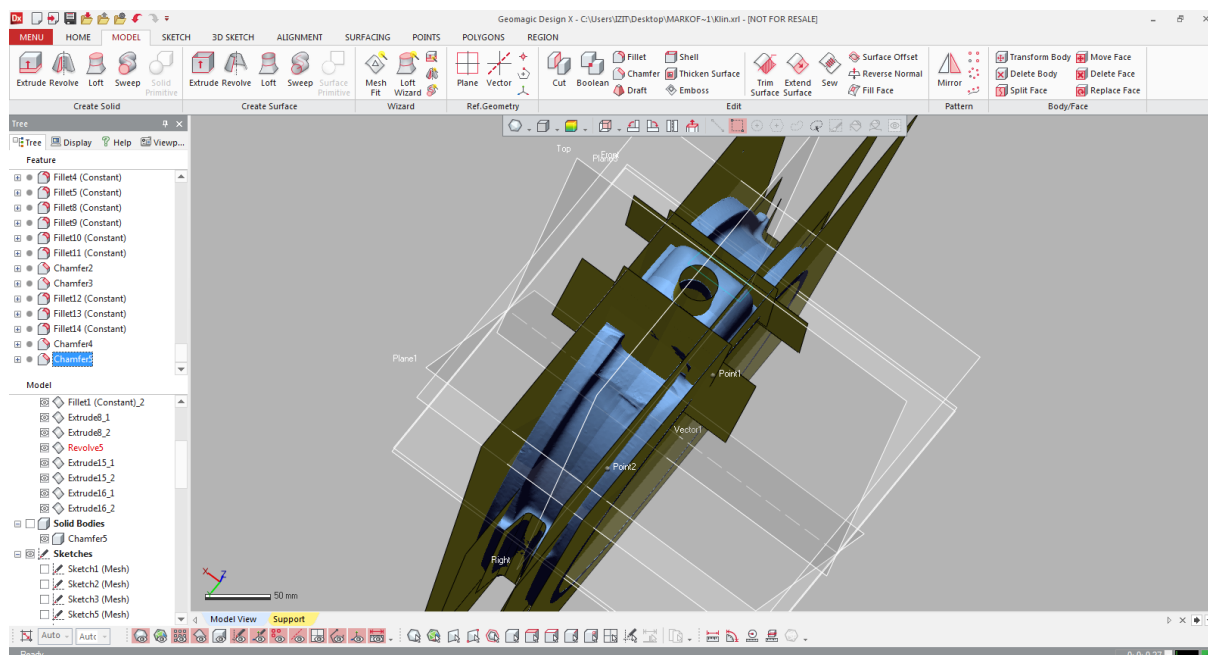 Geomagic Design X - C:\Users\IZIT\Desktop\MARKOF~1\Klin.xrl - [NOT FOR RESALE]
MENU HOME MODEL SKETCH 3D SKETCH ALIGNMENT SURFACING POINTS POLYGONS REGION
Extrude Revolve Loft Sweep Solid Primitive
Create Solid
Extrude Revolve Loft Sweep Surface Primitive
Create Surface
Mesh Fit Loft Wizard
Wizard
Plane Vector
Ref.Geometry
Cut Boolean Fillet Chamfer Draft Shell Thicken Surface Emboss Trim Surface Extend Surface Sew Surface Offset Reverse Normal Fill Face
Edit
Mirror
Pattern
Transform Body Delete Body Split Face Move Face Delete Face Replace Face
Body/Face
Tree
Tree Display Help Viewp...
Feature
Fillet4 (Constant)
Fillet5 (Constant)
Fillet8 (Constant)
Fillet9 (Constant)
Fillet10 (Constant)
Fillet11 (Constant)
Chamfer2
Chamfer3
Fillet12 (Constant)
Fillet13 (Constant)
Fillet14 (Constant)
Chamfer4
Chamfer5
Model
Fillet1 (Constant)_2
Extrude8_1
Extrude8_2
Revolve5
Extrude15_1
Extrude15_2
Extrude16_1
Extrude16_2
Solid Bodies
Chamfer5
Sketches
Sketch1 (Mesh)
Sketch2 (Mesh)
Sketch3 (Mesh)
Sketch5 (Mesh)
Top
Front
Plane1
Point1
Vector1
Point2
Right
X Z Y
50 mm
Model View Support
Auto Auto
Ready